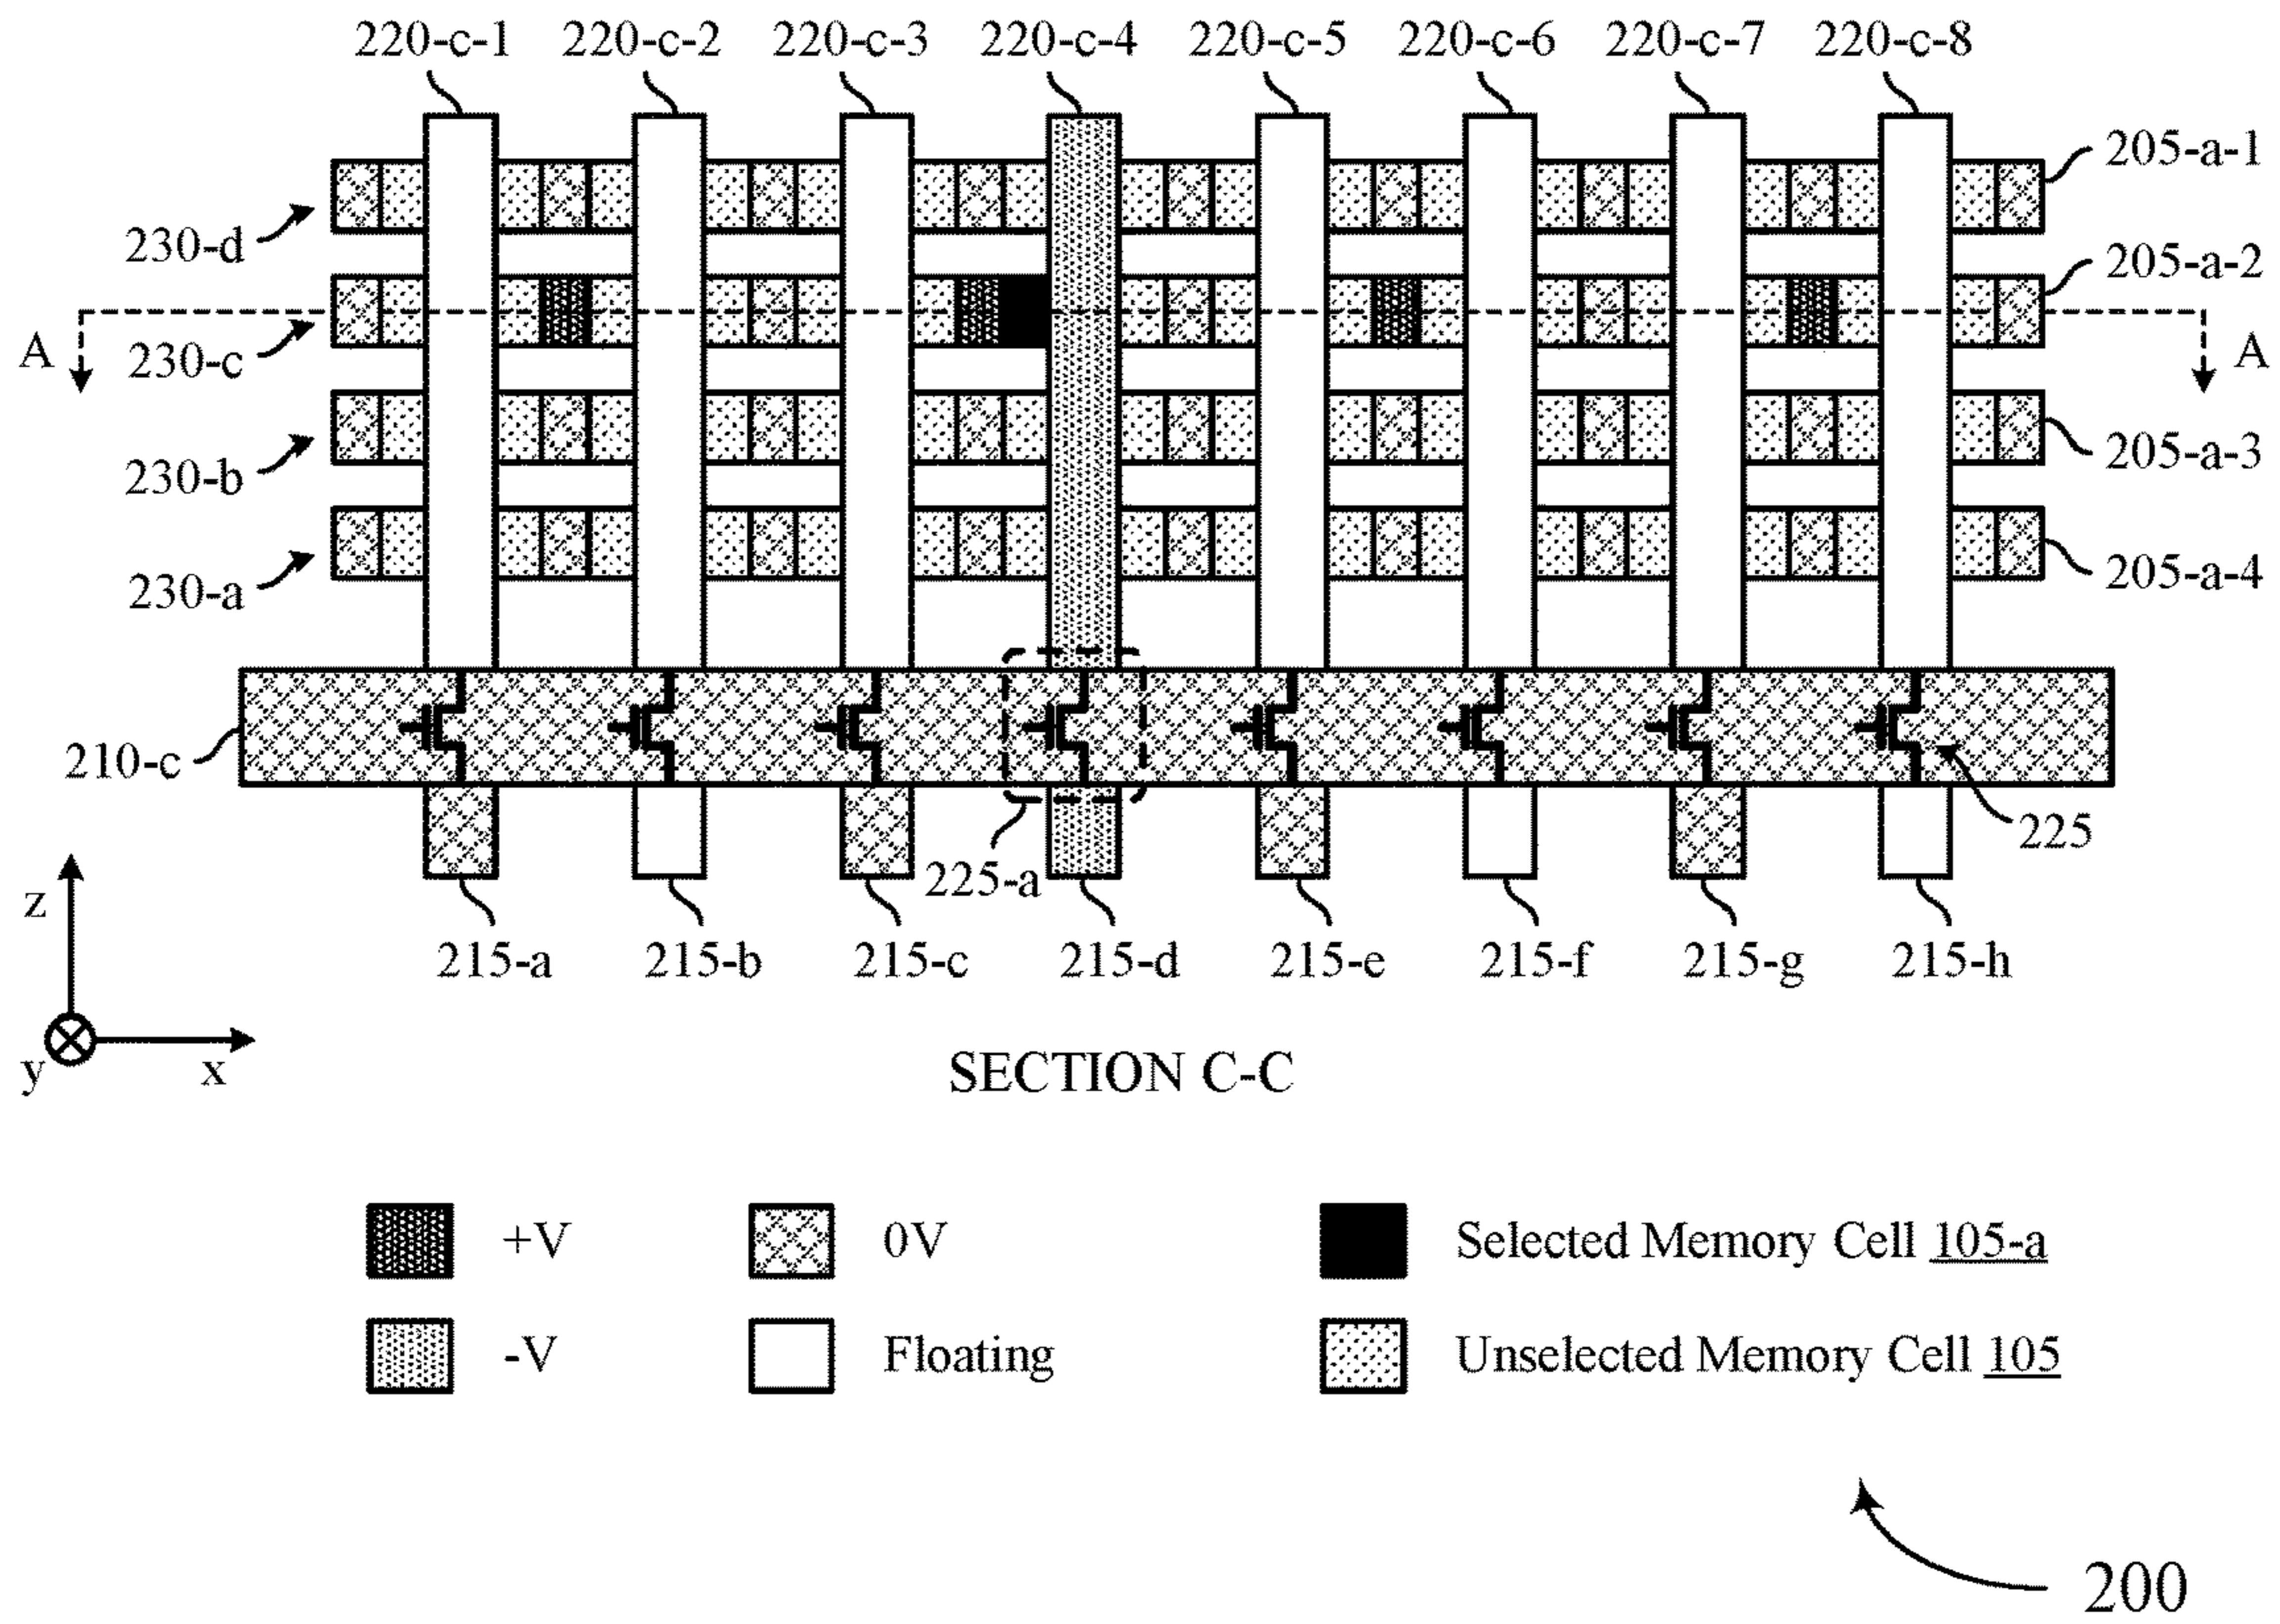 220-c-1 220-c-2 220-c-3 220-c-4 220-c-5 220-c-6 220-c-7 220-c-8
205-a-1
230-d
205-a-2
A 230-c A
205-a-3
230-b
205-a-4
230-a
210-c
225
225-a
z
215-a 215-b 215-c 215-d 215-e 215-f 215-g 215-h
y x
SECTION C-C
+V 0V Selected Memory Cell 105-a
-V Floating Unselected Memory Cell 105
200